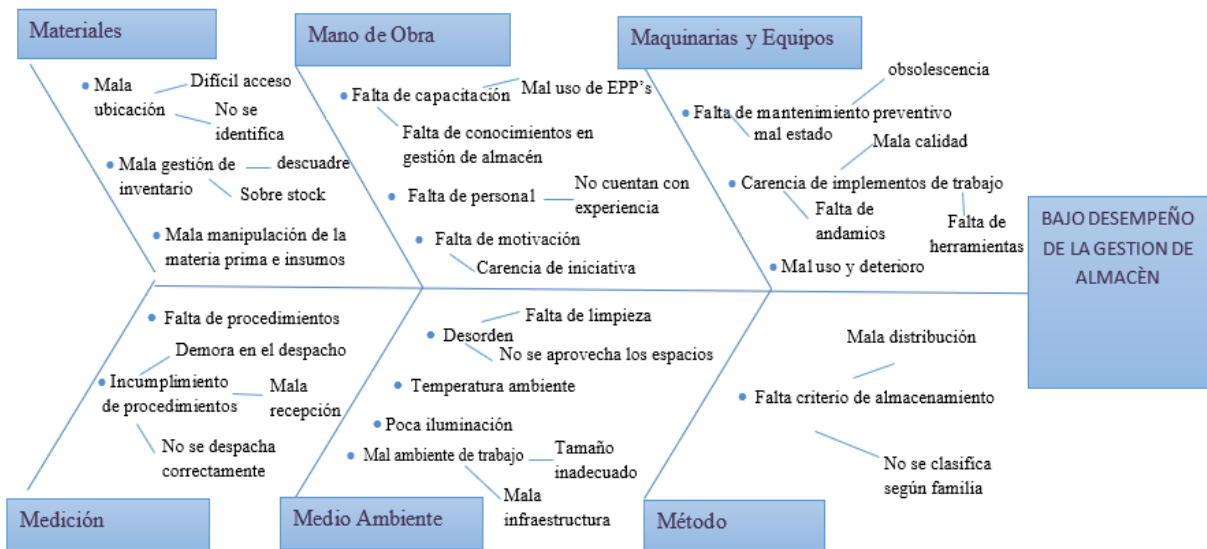 Materiales
Mala
ubicación
Difícil acceso
No se
identifica
Mala gestión de
inventario
descuadre
Sobre stock
Mala manipulación de la
materia prima e insumos
Mano de Obra
Falta de capacitación
Mal uso de EPP’s
Falta de conocimientos en
gestión de almacén
Falta de personal
No cuentan con
experiencia
Falta de motivación
Carencia de iniciativa
Maquinarias y Equipos
obsolescencia
Falta de mantenimiento preventivo
mal estado
Mala calidad
Carencia de implementos de trabajo
Falta de
andamios
Falta de
herramientas
Mal uso y deterioro
BAJO DESEMPEÑO
DE LA GESTION DE
ALMACÈN
Falta de procedimientos
Demora en el despacho
Incumplimiento
de procedimientos
Mala
recepción
No se despacha
correctamente
Medición
Falta de limpieza
Desorden
No se aprovecha los espacios
Temperatura ambiente
Poca iluminación
Mal ambiente de trabajo
Tamaño
inadecuado
Mala
infraestructura
Medio Ambiente
Mala distribución
Falta criterio de almacenamiento
No se clasifica
según familia
Método